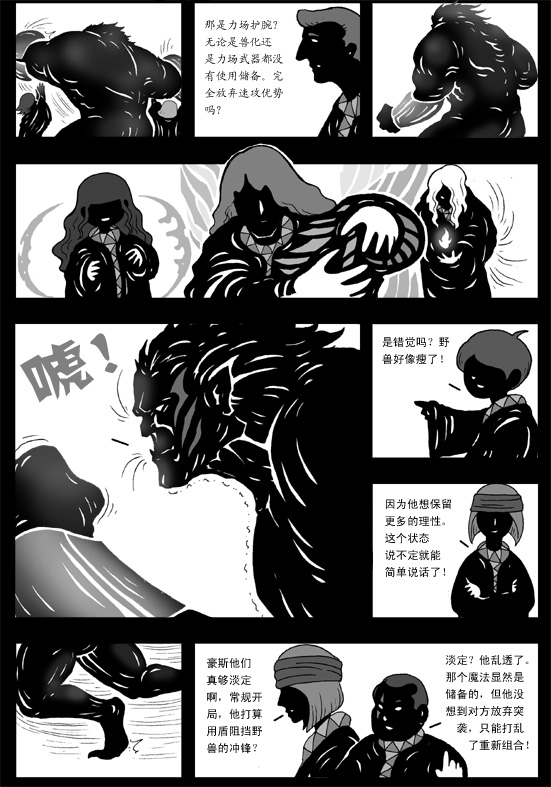 那是力场护腕？
无论是兽化还
是力场武器都没
有使用储备。完
全放弃速攻优势
吗？
唬！
是错觉吗？野
兽好像瘦了！
因为他想保留
更多的理性。
这个状态
说不定就能
简单说话了！
豪斯他们
真够淡定
啊，常规开
局，他打算
用盾阻挡野
兽的冲锋？
淡定？他乱透了。
那个魔法显然是
储备的，但他没
想到对方放弃突
袭，只能打乱
了重新组合！